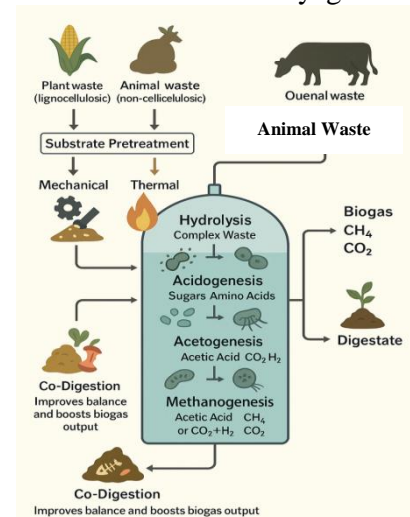 Plant waste
(lignocellulosic)
Animal waste
(non-cellicelulosic)
Ouenal waste
Animal Waste
Substrate Pretreatment
Mechanical
Thermal
Hydrolysis
Complex Waste
Acidogenesis
Sugars Amino Acids
Acetogenesis
Acetic Acid CO2 H2
Methanogenesis
Acetic Acid CH4
or CO2+H2 CO2
Biogas
CH4
CO2
Digestate
Co-Digestion
Improves balance
and boosts biogas
output
Co-Digestion
Improves balance and boosts biogas output